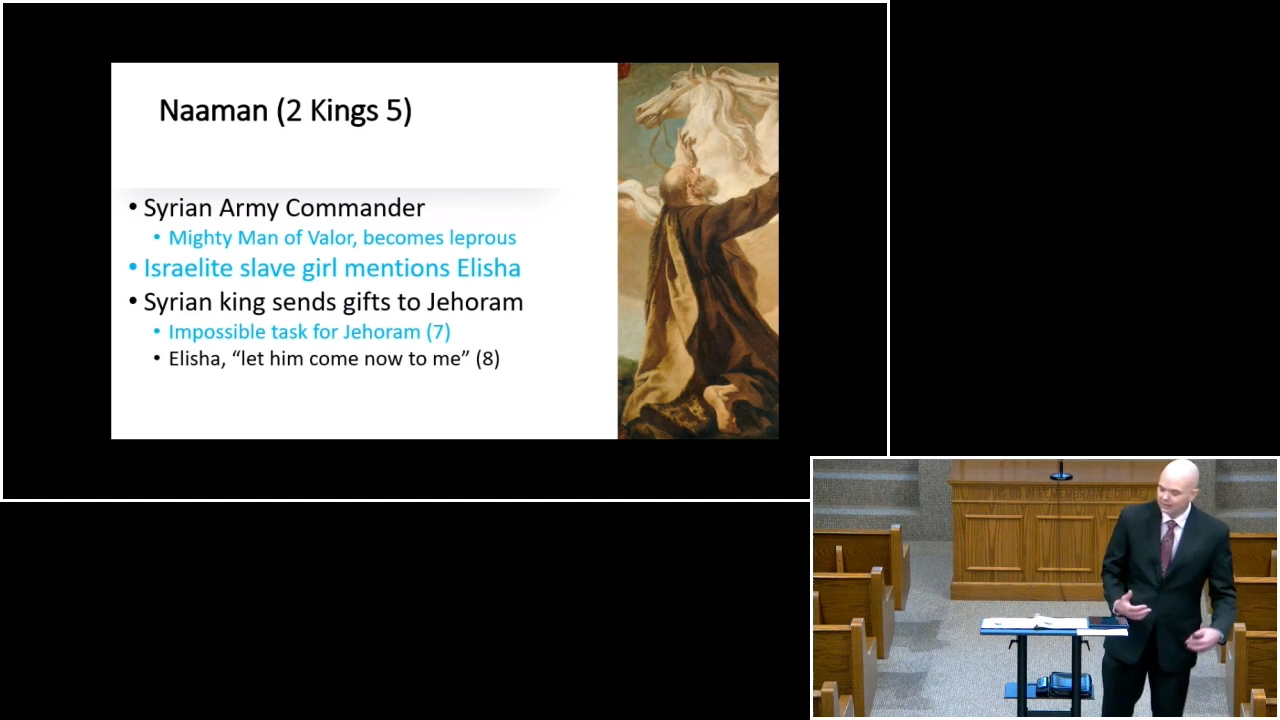 Naaman (2 Kings 5)
• Syrian Army Commander
• Mighty Man of Valor, becomes leprous
• Israelite slave girl mentions Elisha
• Syrian king sends gifts to Jehoram
• Impossible task for Jehoram (7)
• Elisha, “let him come now to me” (8)